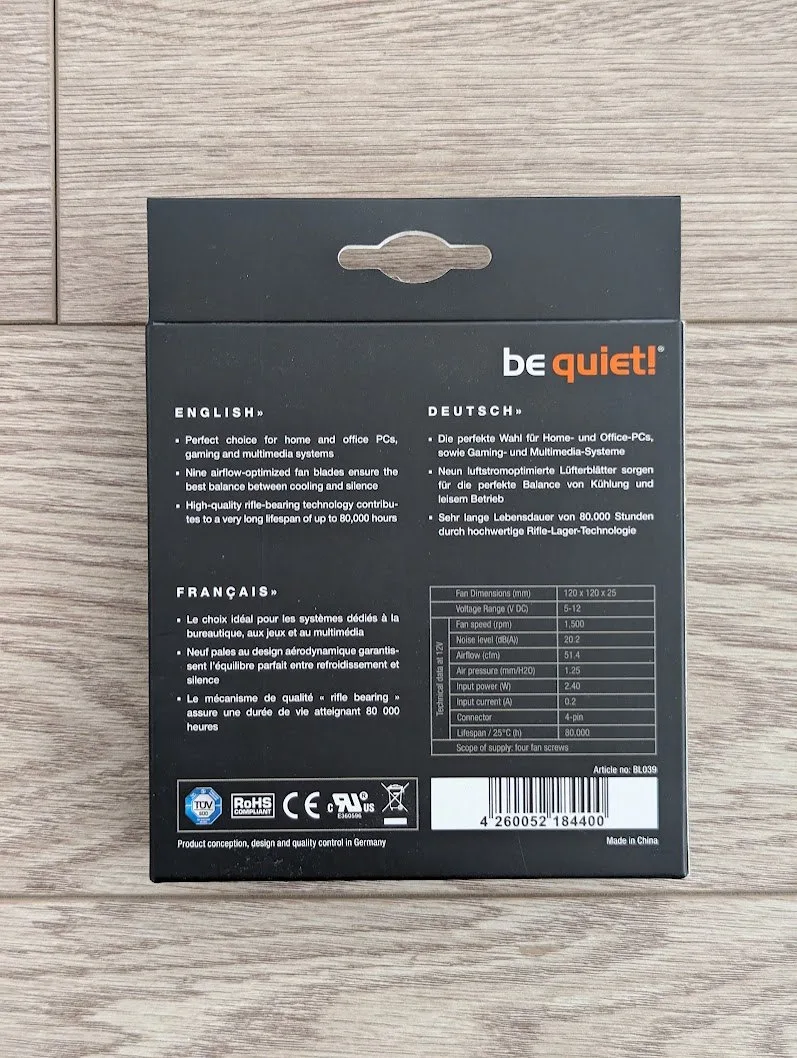 be quiet!®
ENGLISH»
▪ Perfect choice for home and office PCs,
gaming and multimedia systems
▪ Nine airflow-optimized fan blades ensure the
best balance between cooling and silence
▪ High-quality rifle-bearing technology contribu-
tes to a very long lifespan of up to 80,000 hours
DEUTSCH»
▪ Die perfekte Wahl für Home- und Office-PCs,
sowie Gaming- und Multimedia-Systeme
▪ Neun luftstromoptimierte Lüfterblätter sorgen
für die perfekte Balance von Kühlung und
leisem Betrieb
▪ Sehr lange Lebensdauer von 80.000 Stunden
durch hochwertige Rifle-Lager-Technologie
FRANÇAIS»
▪ Le choix idéal pour les systèmes dédiés à la
bureautique, aux jeux et au multimédia
▪ Neuf pales au design aérodynamique garantis-
sent l'équilibre parfait entre refroidissement et
silence
▪ Le mécanisme de qualité « rifle bearing »
assure une durée de vie atteignant 80 000
heures
Fan Dimensions (mm) 120 x 120 x 25
Voltage Range (V DC) 5-12
Technical data at 12V
Fan speed (rpm) 1,500
Noise level (dB(A)) 20.2
Airflow (cfm) 51.4
Air pressure (mm/H2O) 1.25
Input power (W) 2.40
Input current (A) 0.2
Connector 4-pin
Lifespan / 25°C (h) 80.000
Scope of supply: four fan screws
Article no: BL039
TÜV
SÜD
RoHS
COMPLIANT
CE
c RU® US
E360596
4 260052 184400
Product conception, design and quality control in Germany
Made in China